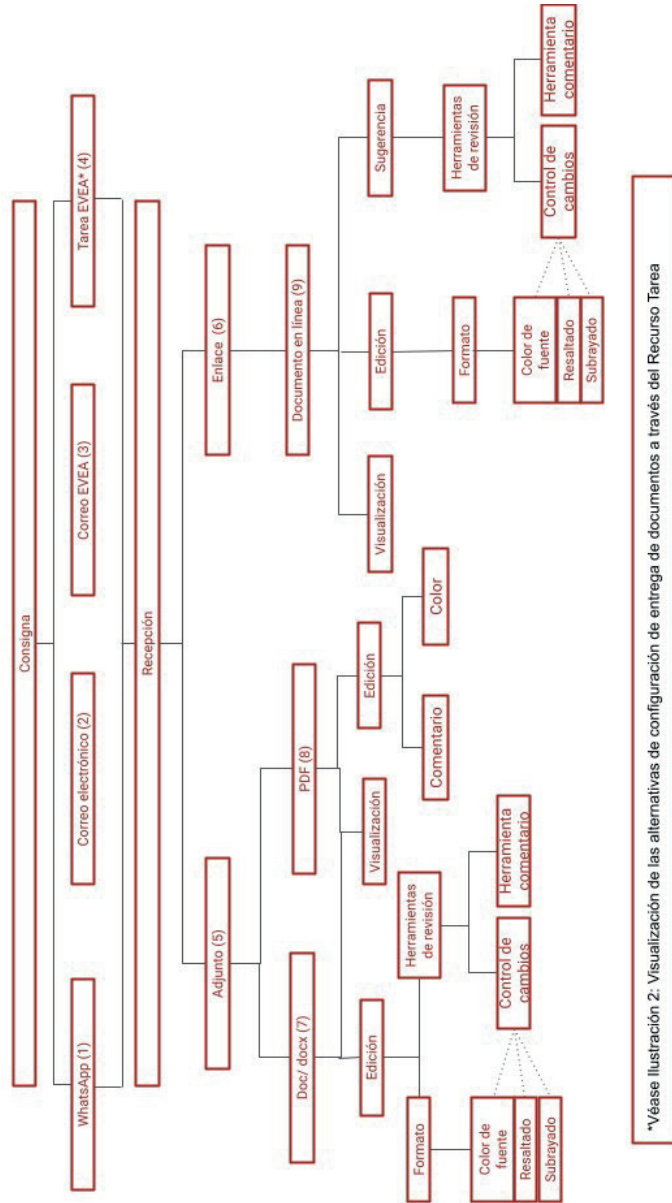 Consigna
WhatsApp (1)
Correo electrónico (2)
Correo EVEA (3)
Tarea EVEA* (4)
Recepción
Adjunto (5)
Enlace (6)
Doc/ docx (7)
PDF (8)
Documento en línea (9)
Edición
Visualización
Edición
Visualización
Edición
Sugerencia
Formato
Herramientas
de revisión
Comentario
Color
Formato
Herramientas
de revisión
Color de
fuente
Resaltado
Subrayado
Control de
cambios
Herramienta
comentario
Color de
fuente
Resaltado
Subrayado
Control de
cambios
Herramienta
comentario
*Véase Ilustración 2: Visualización de las alternativas de configuración de entrega de documentos a través del Recurso Tarea